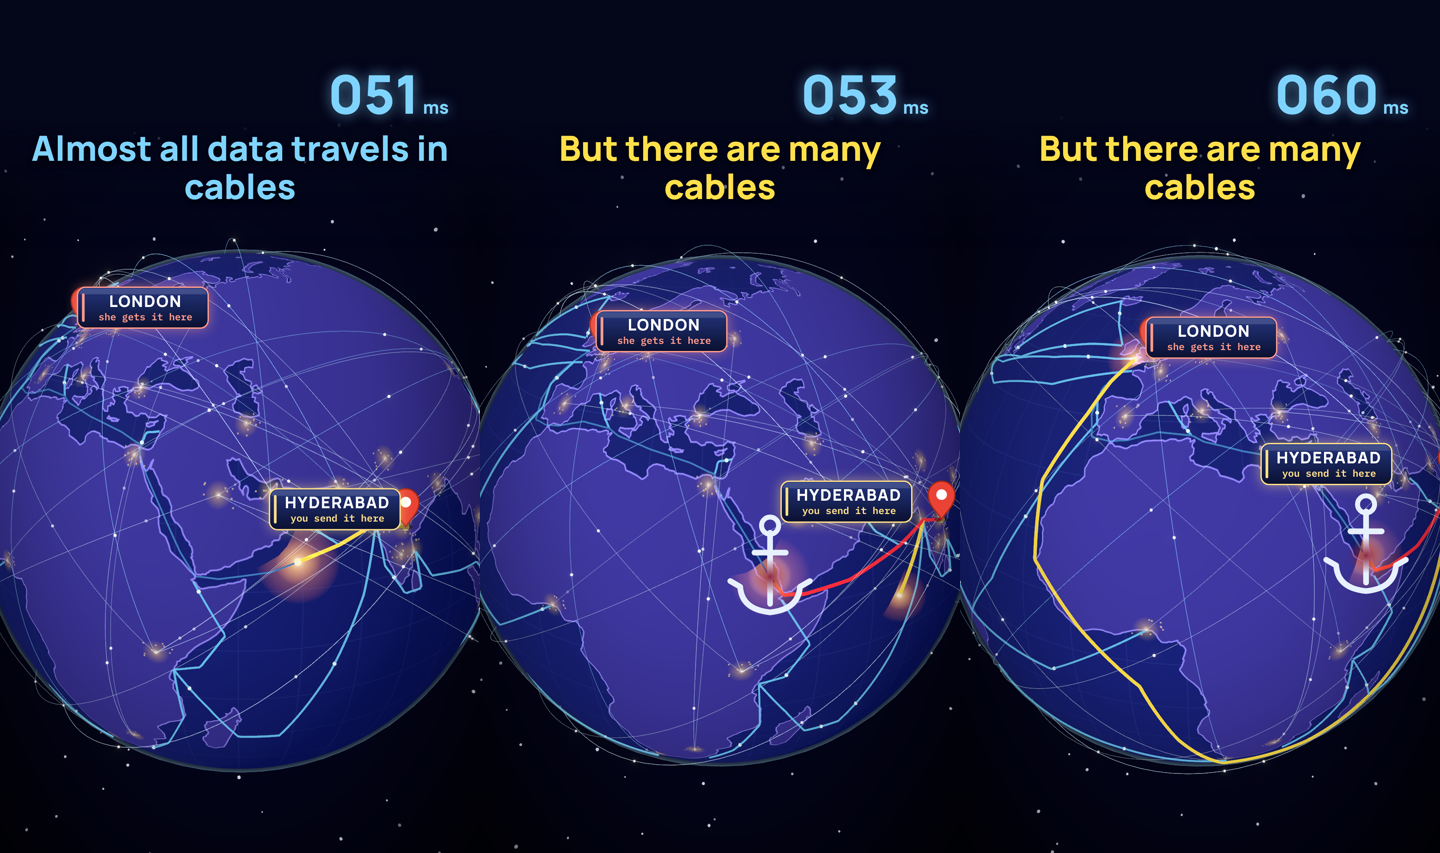 051 ms
Almost all data travels in
cables
LONDON
she gets it here
HYDERABAD
you send it here
053 ms
But there are many
cables
LONDON
she gets it here
HYDERABAD
you send it here
060 ms
But there are many
cables
LONDON
she gets it here
HYDERABAD
you send it here